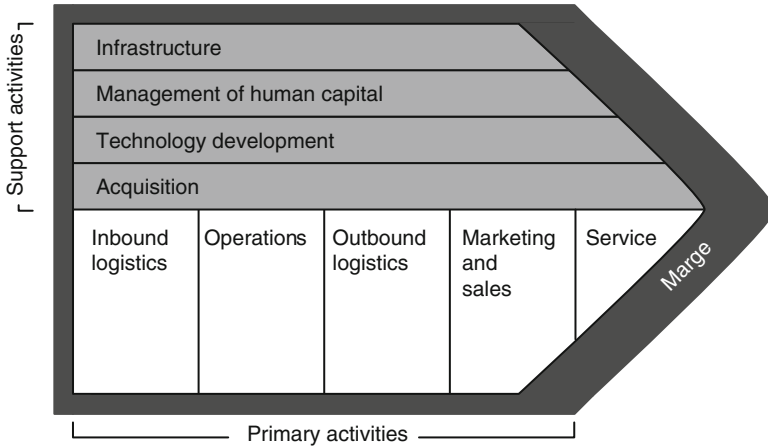 Support activities
Infrastructure
Management of human capital
Technology development
Acquisition
Inbound
logistics
Operations
Outbound
logistics
Marketing
and
sales
Service
Marge
Primary activities